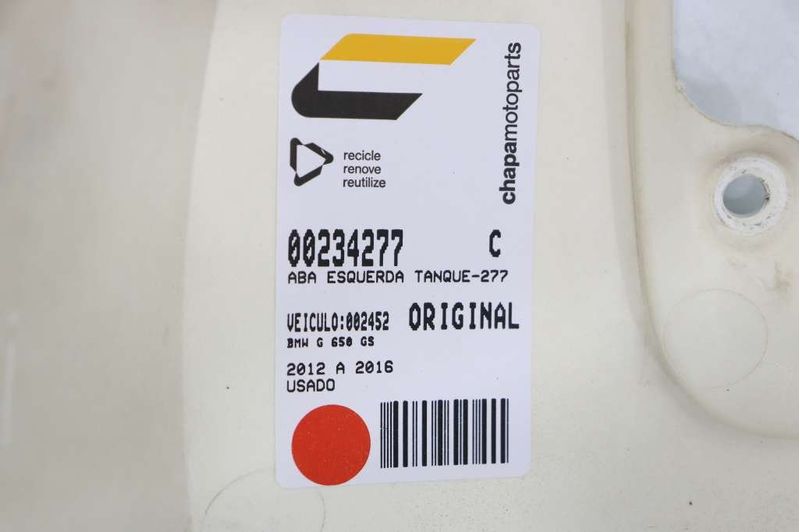 chapamotoparts
recicle
renove
reutilize
00234277 C
ABA ESQUERDA TANQUE-277
VEICULO:002452 ORIGINAL
BMW G 650 GS
2012 A 2016
USADO